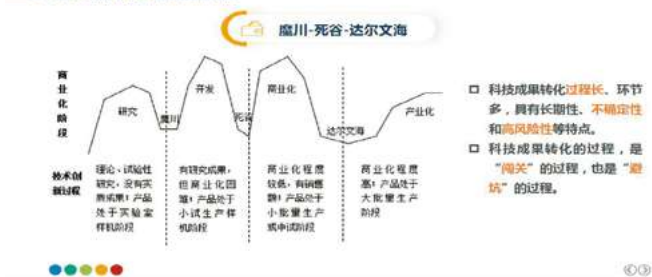 魔川-死谷-达尔文海
商业化阶段
研究
魔川
开发
死谷
商业化
达尔文海
产业化
技术创
新过程
理论、试验性
研究，没有实
质成果；产品
处于实验室
样机阶段
有研究成果，
但商业化困
难；产品处于
小试生产样
机阶段
商业化程度
较低，有销售
额；产品处于
小批量生产
或中试阶段
商业化程度
高；产品处于
大批量生产
阶段
科技成果转化过程长、环节
多，具有长期性、不确定性
和高风险性等特点。
科技成果转化的过程，是
“闯关”的过程，也是“避
坑”的过程。